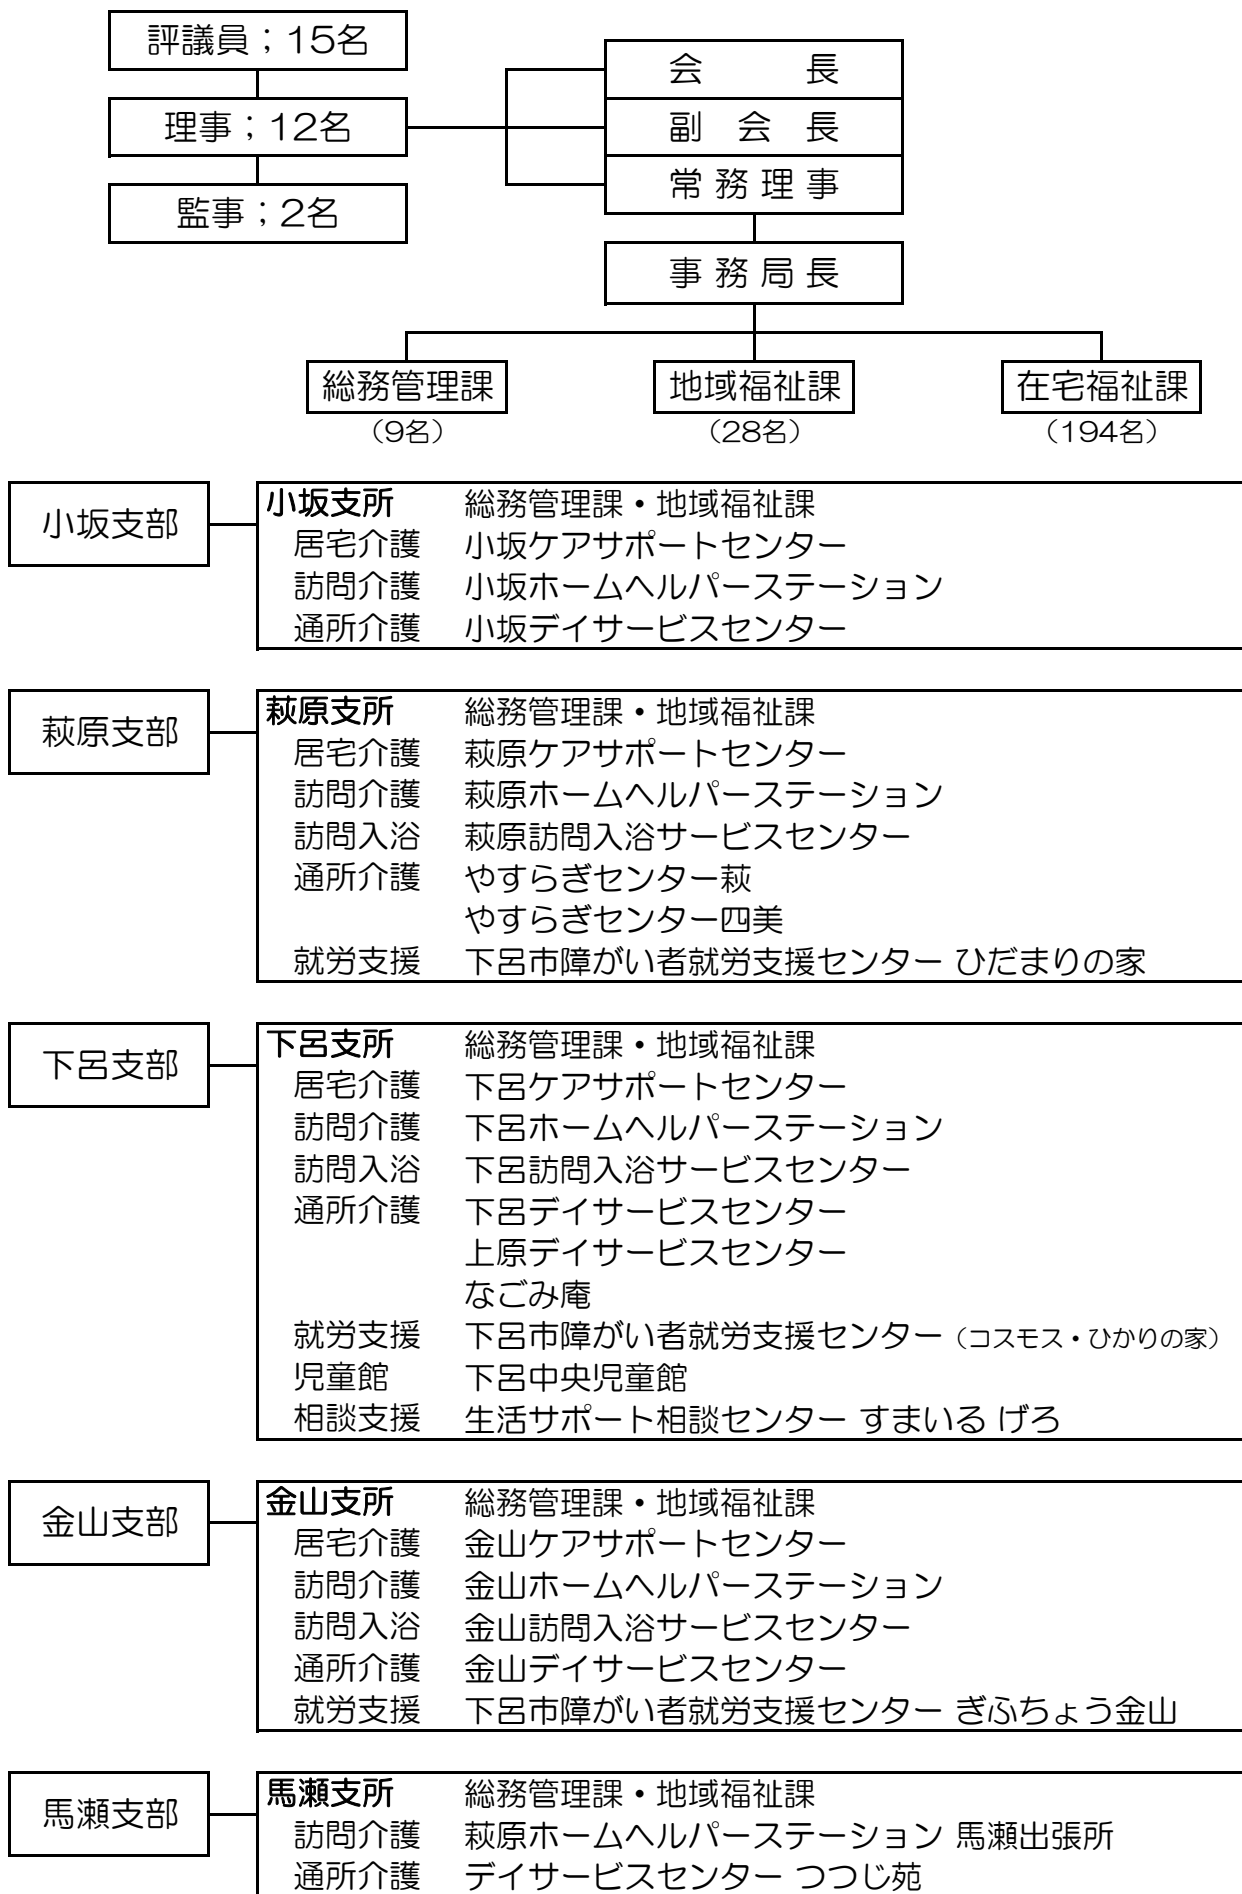 評議員；15名
理事；12名
監事；2名
会長
副会長
常務理事
事務局長
総務管理課
（9名）
地域福祉課
（28名）
在宅福祉課
（194名）
小坂支部
小坂支所 総務管理課・地域福祉課
居宅介護 小坂ケアサポートセンター
訪問介護 小坂ホームヘルパーステーション
通所介護 小坂デイサービスセンター
萩原支部
萩原支所 総務管理課・地域福祉課
居宅介護 萩原ケアサポートセンター
訪問介護 萩原ホームヘルパーステーション
訪問入浴 萩原訪問入浴サービスセンター
通所介護 やすらぎセンター萩
やすらぎセンター四美
就労支援 下呂市障がい者就労支援センター ひだまりの家
下呂支部
下呂支所 総務管理課・地域福祉課
居宅介護 下呂ケアサポートセンター
訪問介護 下呂ホームヘルパーステーション
訪問入浴 下呂訪問入浴サービスセンター
通所介護 下呂デイサービスセンター
上原デイサービスセンター
なごみ庵
就労支援 下呂市障がい者就労支援センター （コスモス・ひかりの家）
児童館 下呂中央児童館
相談支援 生活サポート相談センター すまいる げろ
金山支部
金山支所 総務管理課・地域福祉課
居宅介護 金山ケアサポートセンター
訪問介護 金山ホームヘルパーステーション
訪問入浴 金山訪問入浴サービスセンター
通所介護 金山デイサービスセンター
就労支援 下呂市障がい者就労支援センター ぎふちょう金山
馬瀬支部
馬瀬支所 総務管理課・地域福祉課
訪問介護 萩原ホームヘルパーステーション 馬瀬出張所
通所介護 デイサービスセンター つつじ苑